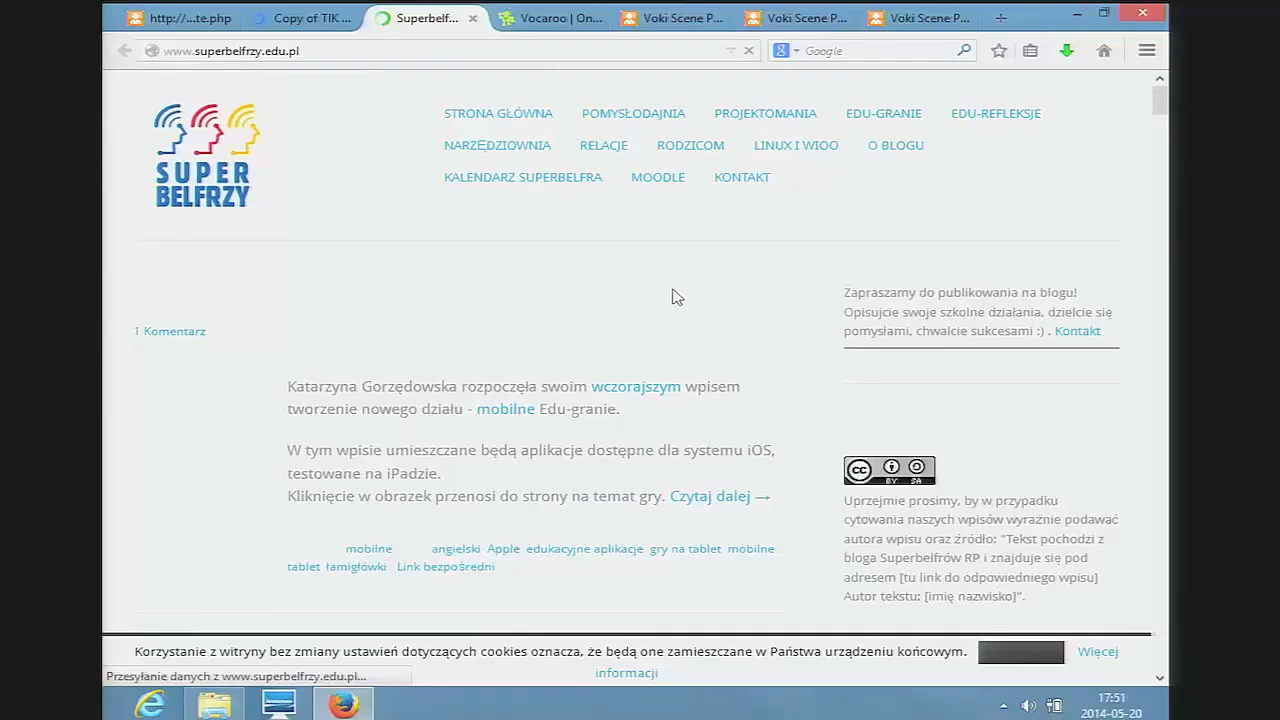 http://...te.php
Copy of TIK ...
Superbelf...
Vocaroo | On...
Voki Scene P...
Voki Scene P...
Voki Scene P...
www.superbelfrzy.edu.pl
Google
SUPER
BELFRZY
STRONA GŁÓWNA POMYSŁODAJNIA PROJEKTOMANIA EDU-GRANIE EDU-REFLEKSJE
NARZĘDZIOWNIA RELACJE RODZICOM LINUX I WIOO O BLOGU
KALENDARZ SUPERBELFRA MOODLE KONTAKT
1 Komentarz
Katarzyna Gorzędowska rozpoczęła swoim wczorajszym wpisem
tworzenie nowego działu - mobilne Edu-granie.
W tym wpisie umieszczane będą aplikacje dostępne dla systemu iOS,
testowane na iPadzie.
Kliknięcie w obrazek przenosi do strony na temat gry. Czytaj dalej →
mobilne angielski Apple edukacyjne aplikacje gry na tablet mobilne
tablet łamigłówki Link bezpośredni
Zapraszamy do publikowania na blogu!
Opisujcie swoje szkolne działania, dzielcie się
pomysłami, chwalcie sukcesami :) . Kontakt
cc BY SA
Uprzejmie prosimy, by w przypadku
cytowania naszych wpisów wyraźnie podawać
autora wpisu oraz źródło: "Tekst pochodzi z
bloga Superbelfrów RP i znajduje się pod
adresem [tu link do odpowiedniego wpisu]
Autor tekstu: [imię nazwisko]".
Korzystanie z witryny bez zmiany ustawień dotyczących cookies oznacza, że będą one zamieszczane w Państwa urządzeniu końcowym. Więcej
informacji
Przesyłanie danych z www.superbelfrzy.edu.pl...
17:51
2014-05-20